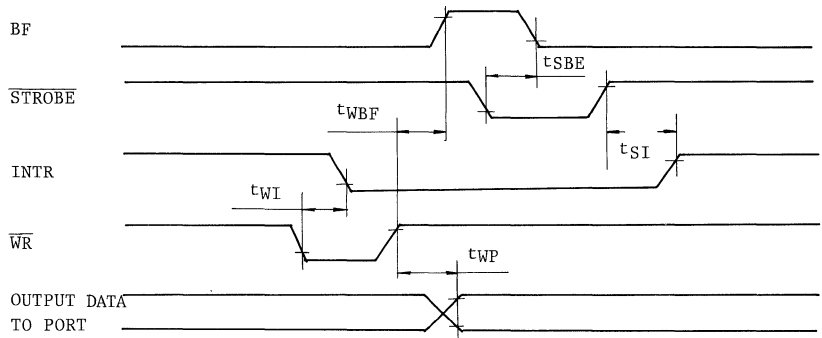 BF
tSBE
STROBE
tWBF
tSI
INTR
tWI
WR
tWP
OUTPUT DATA
TO PORT